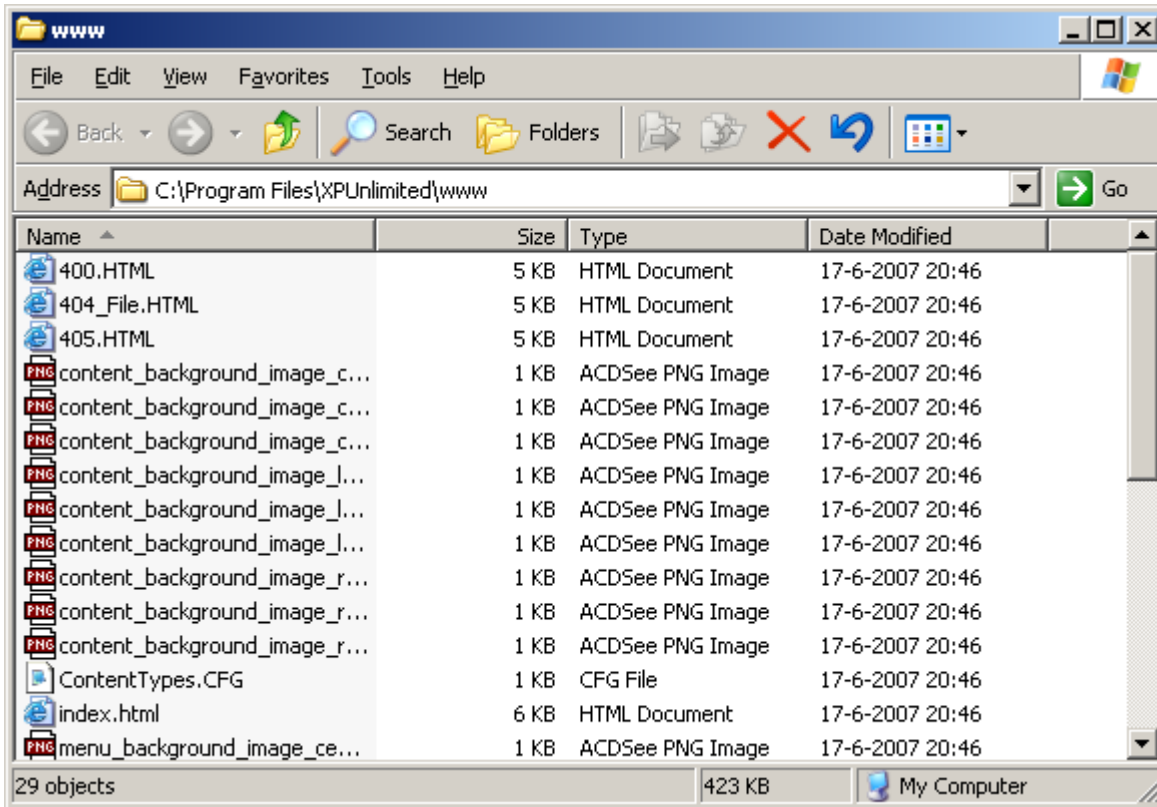 www
File Edit View Favorites Tools Help
Back Search Folders
Address C:\Program Files\XPUnlimited\www Go
Name Size Type Date Modified
400.HTML 5 KB HTML Document 17-6-2007 20:46
404_File.HTML 5 KB HTML Document 17-6-2007 20:46
405.HTML 5 KB HTML Document 17-6-2007 20:46
PNG content_background_image_c... 1 KB ACDSee PNG Image 17-6-2007 20:46
PNG content_background_image_c... 1 KB ACDSee PNG Image 17-6-2007 20:46
PNG content_background_image_c... 1 KB ACDSee PNG Image 17-6-2007 20:46
PNG content_background_image_l... 1 KB ACDSee PNG Image 17-6-2007 20:46
PNG content_background_image_l... 1 KB ACDSee PNG Image 17-6-2007 20:46
PNG content_background_image_l... 1 KB ACDSee PNG Image 17-6-2007 20:46
PNG content_background_image_r... 1 KB ACDSee PNG Image 17-6-2007 20:46
PNG content_background_image_r... 1 KB ACDSee PNG Image 17-6-2007 20:46
PNG content_background_image_r... 1 KB ACDSee PNG Image 17-6-2007 20:46
ContentTypes.CFG 1 KB CFG File 17-6-2007 20:46
index.html 6 KB HTML Document 17-6-2007 20:46
PNG menu_background_image_ce... 1 KB ACDSee PNG Image 17-6-2007 20:46
29 objects 423 KB My Computer